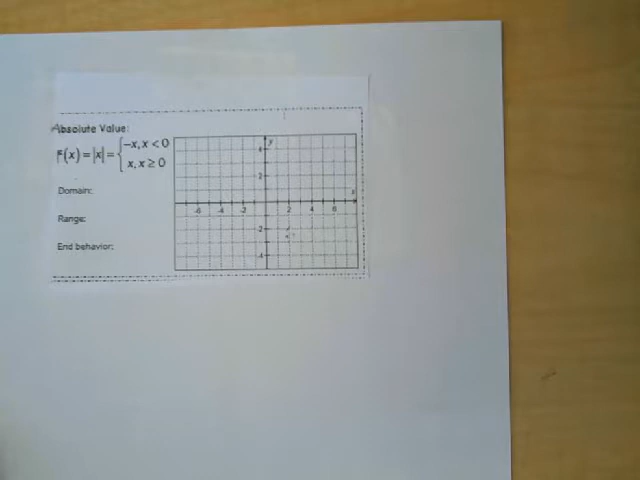 Absolute Value:
F(x) = |x| = { -x, x < 0
x, x ≥ 0
Domain:
Range:
End behavior:
y
4
2
x
-6 -4 -2 2 4 6
-2
-4